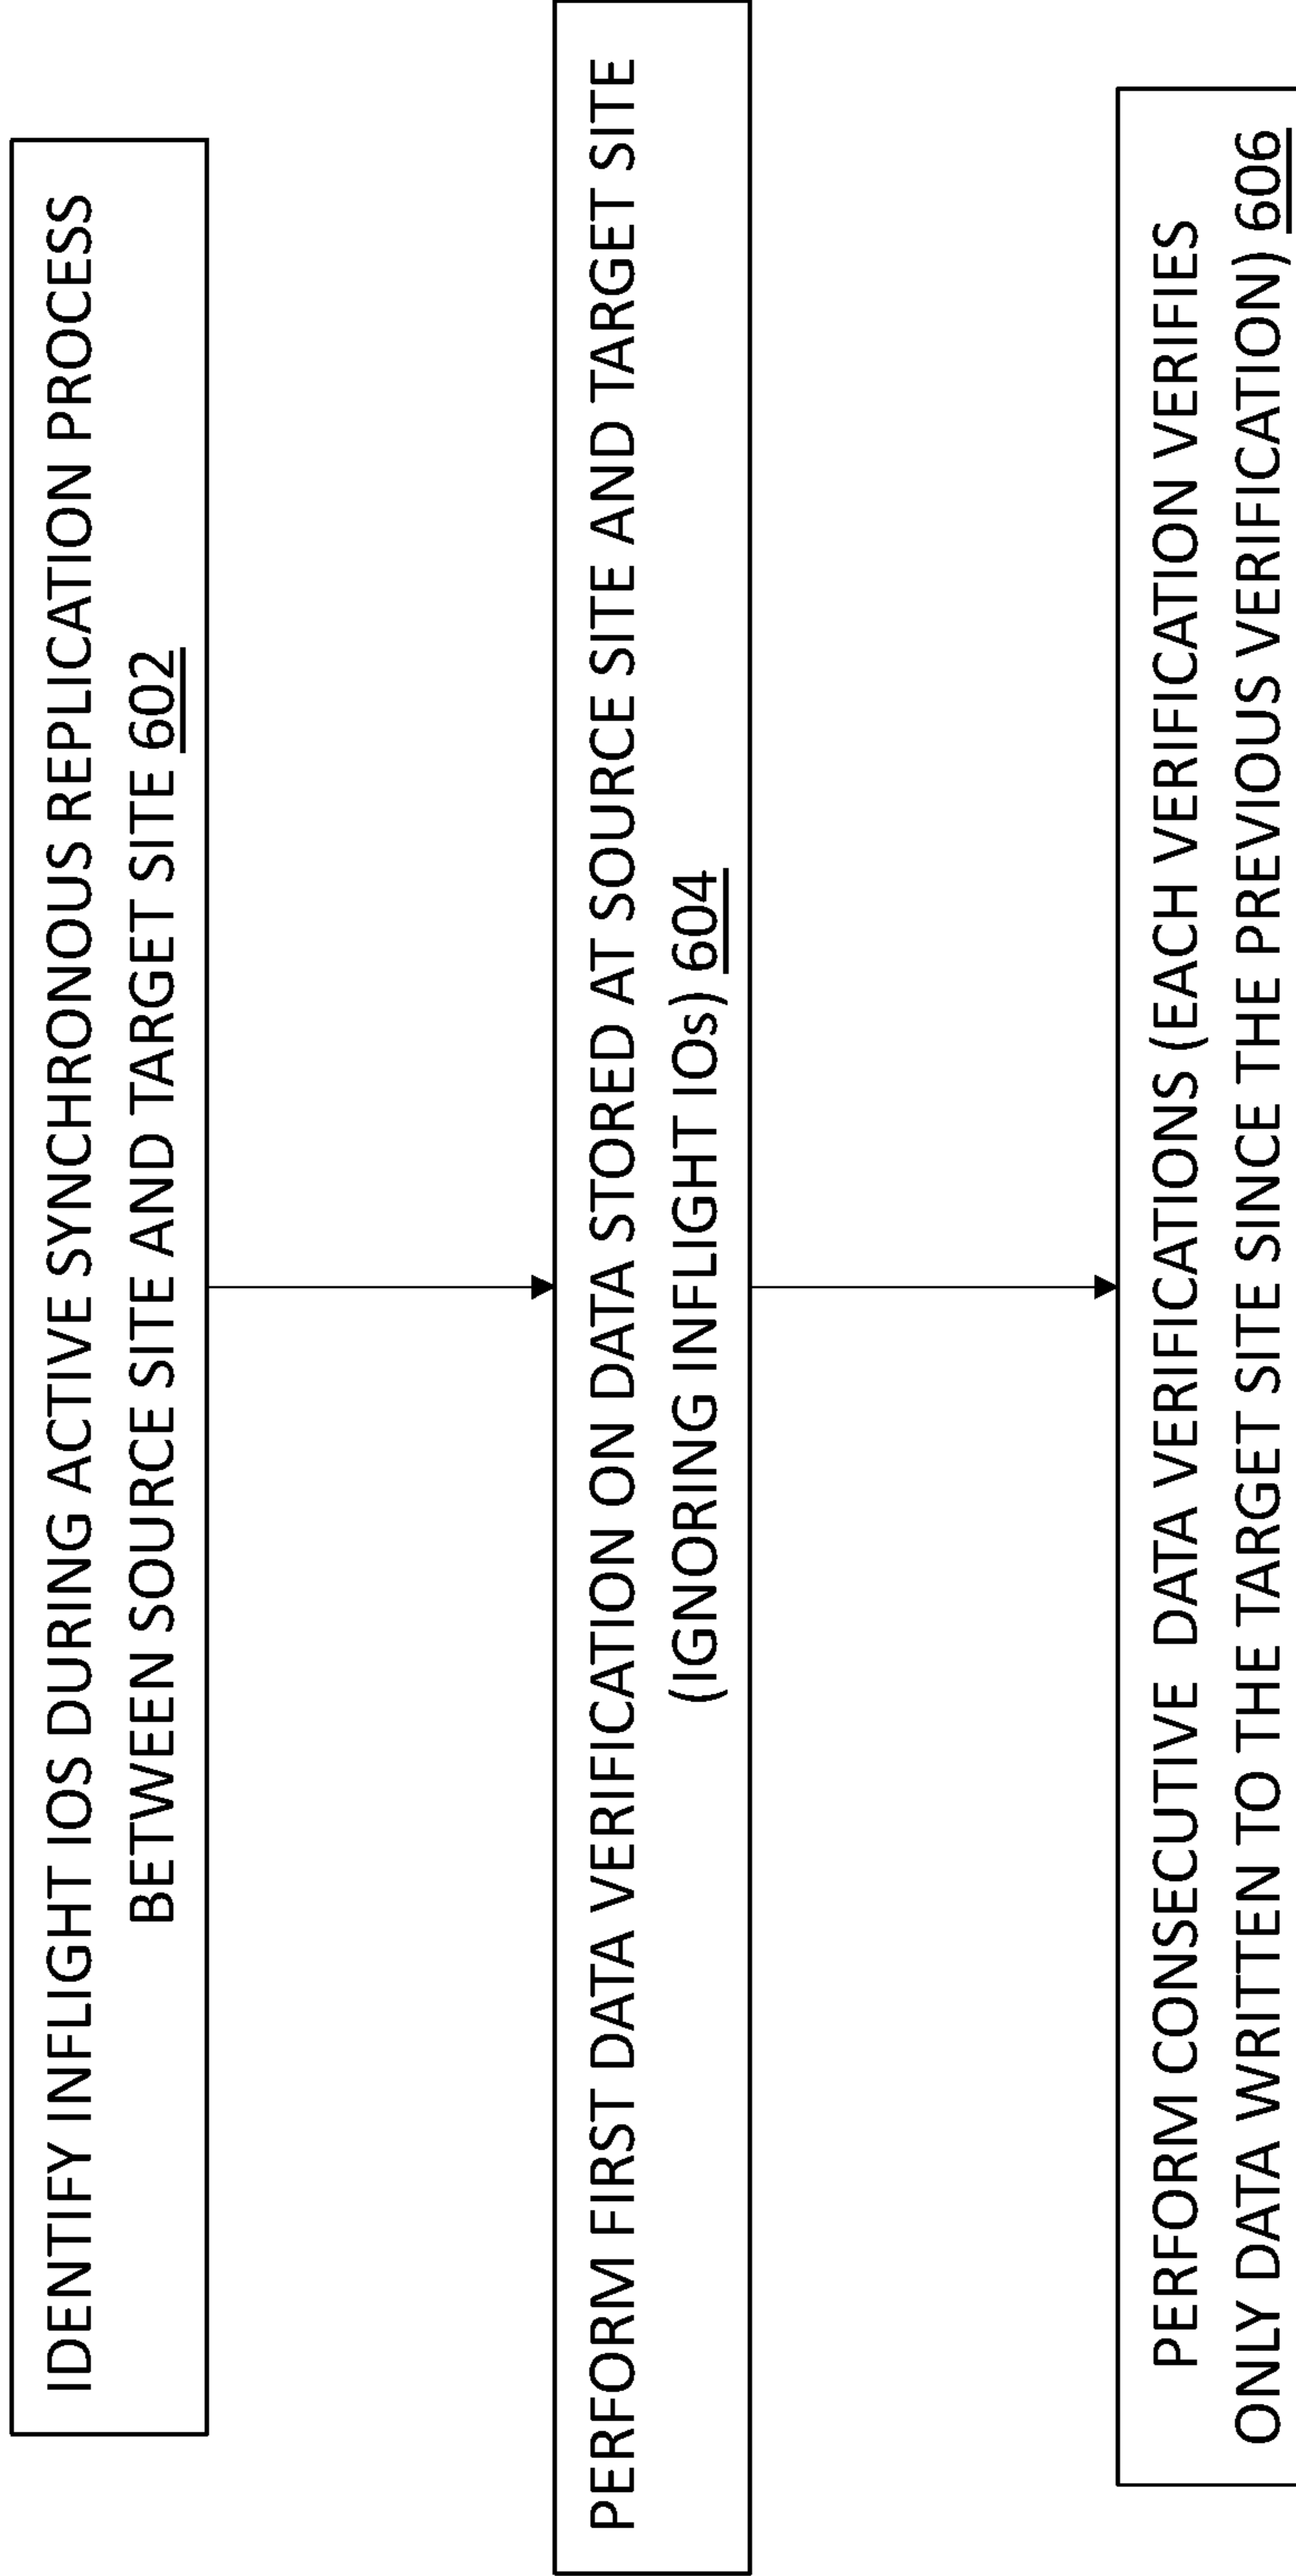 IDENTIFY INFLIGHT IOS DURING ACTIVE SYNCHRONOUS REPLICATION PROCESS
BETWEEN SOURCE SITE AND TARGET SITE 602
PERFORM FIRST DATA VERIFICATION ON DATA STORED AT SOURCE SITE AND TARGET SITE
(IGNORING INFLIGHT IOs) 604
PERFORM CONSECUTIVE DATA VERIFICATIONS (EACH VERIFICATION VERIFIES
ONLY DATA WRITTEN TO THE TARGET SITE SINCE THE PREVIOUS VERIFICATION) 606